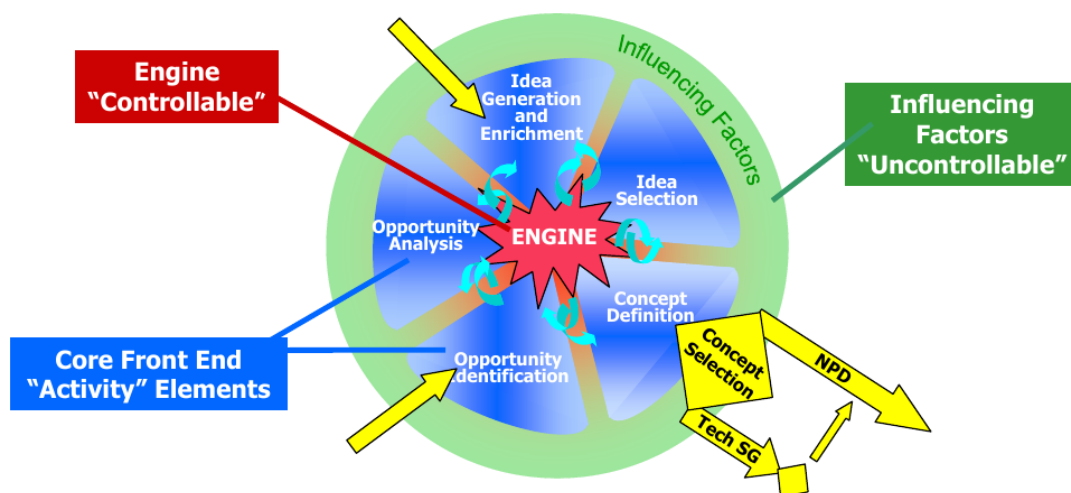 Engine
“Controllable”
Idea
Generation
and
Enrichment
Influencing Factors
Influencing
Factors
“Uncontrollable”
Idea
Selection
Opportunity
Analysis
ENGINE
Concept
Definition
Core Front End
“Activity” Elements
Opportunity
Identification
Concept
Selection
NPD
Tech SG